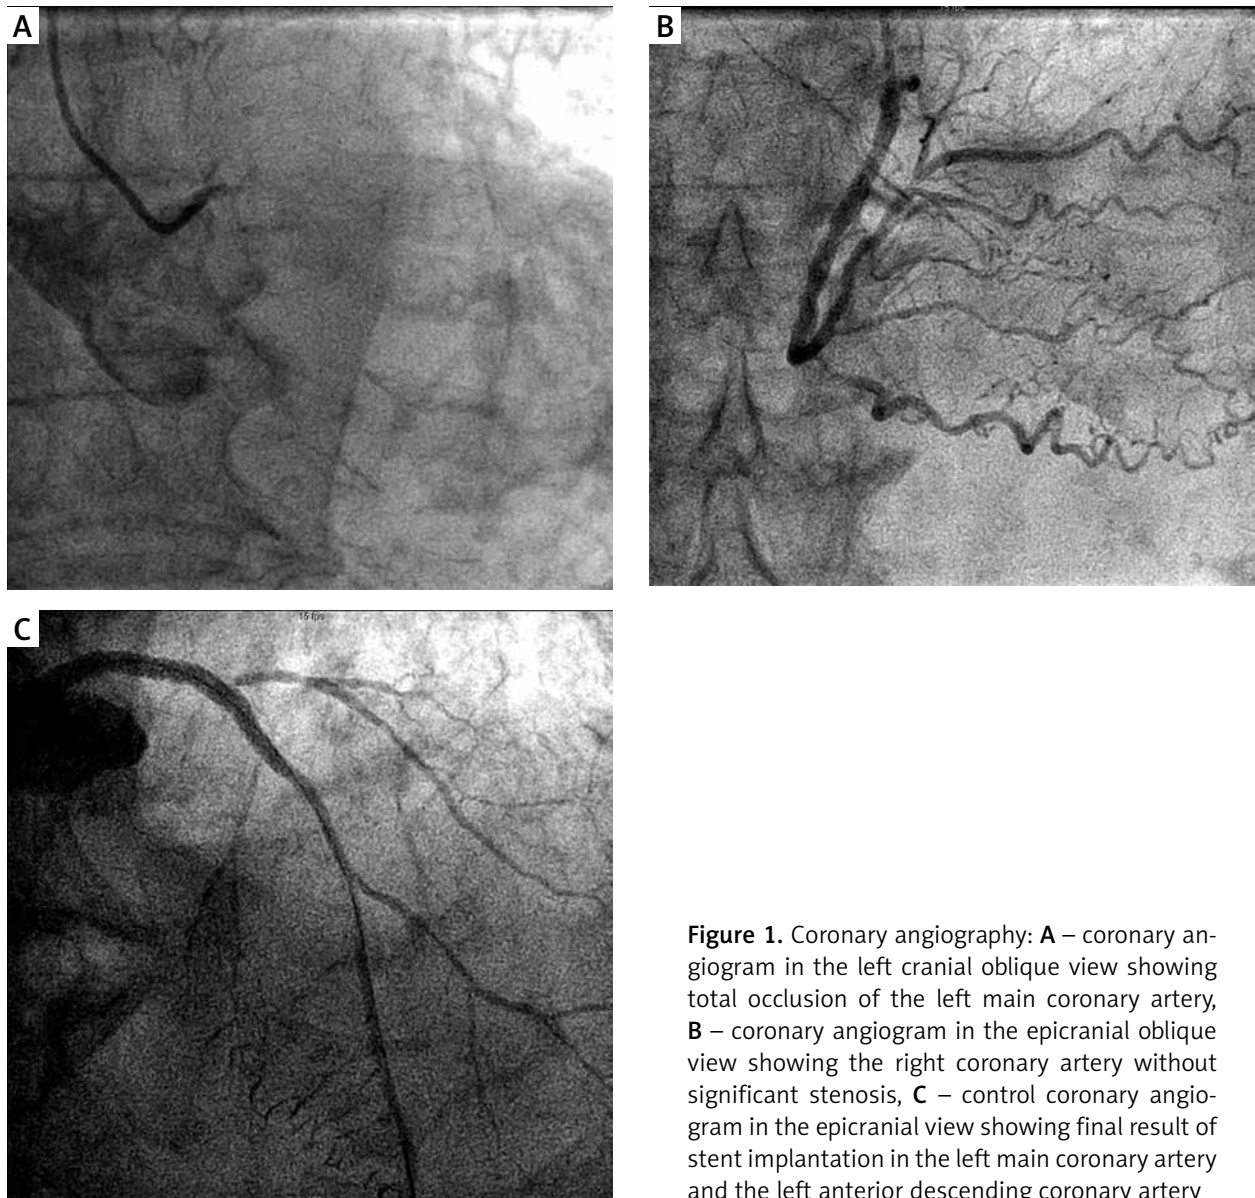 A
B
15 fps
C
Figure 1. Coronary angiography: A – coronary an-
giogram in the left cranial oblique view showing
total occlusion of the left main coronary artery,
B – coronary angiogram in the epicranial oblique
view showing the right coronary artery without
significant stenosis, C – control coronary angio-
gram in the epicranial view showing final result of
stent implantation in the left main coronary artery
and the left anterior descending coronary artery